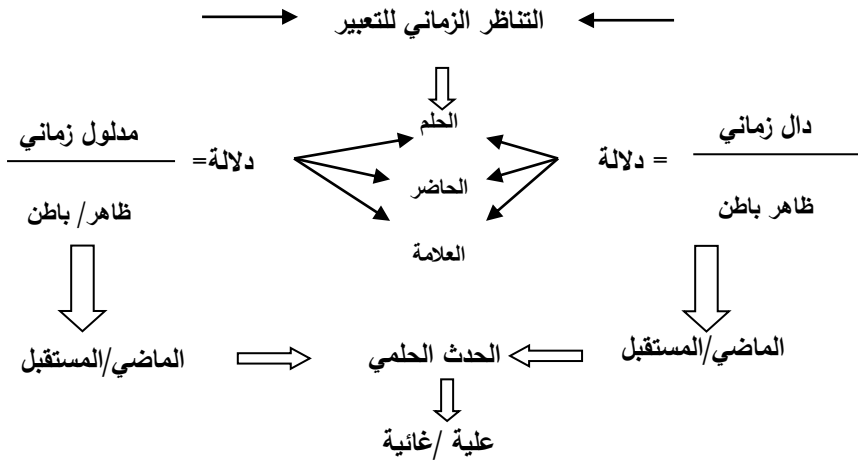 التناظر الزماني للتعبير
دال زماني
ظاهر باطن
= دلالة
الحلم
الحاضر
العلامة
دلالة=
مدلول زماني
ظاهر/ باطن
الماضي/المستقبل
الحدث الحلمي
الماضي/المستقبل
علية /غائية